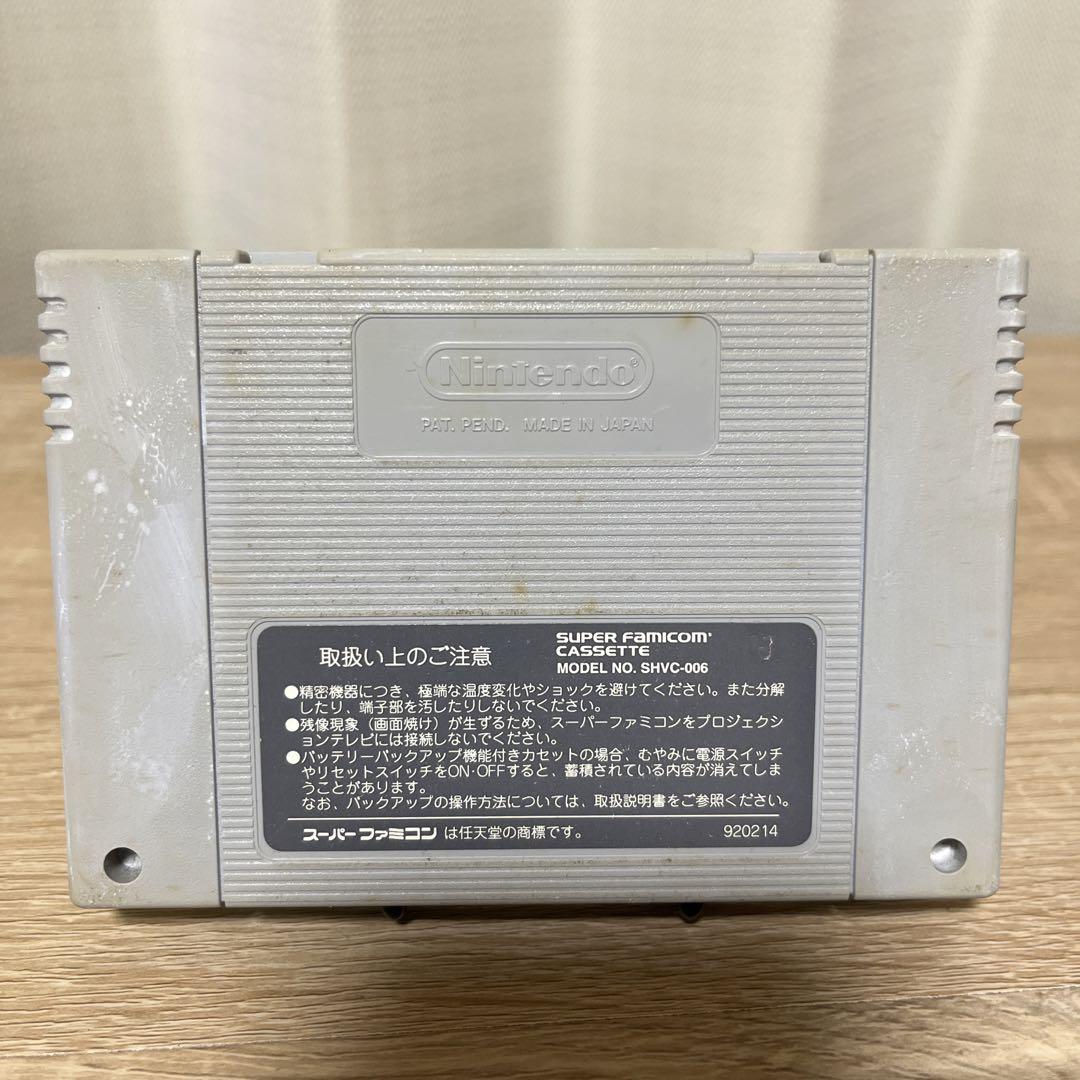 Nintendo®
PAT. PEND. MADE IN JAPAN
取扱い上のご注意
SUPER FAMICOM
CASSETTE
MODEL NO. SHVC-006
●精密機器につき、極端な温度変化やショックを避けてください。また分解
したり、端子部を汚したりしないでください。
●残像現象（画面焼け）が生ずるため、スーパーファミコンをプロジェクシ
ョンテレビには接続しないでください。
●バッテリーバックアップ機能付きカセットの場合、むやみに電源スイッチ
やリセットスイッチをON·OFFすると、蓄積されている内容が消えてしま
うことがあります。
なお、バックアップの操作方法については、取扱説明書をご参照ください。
スーパーファミコン は任天堂の商標です。 920214